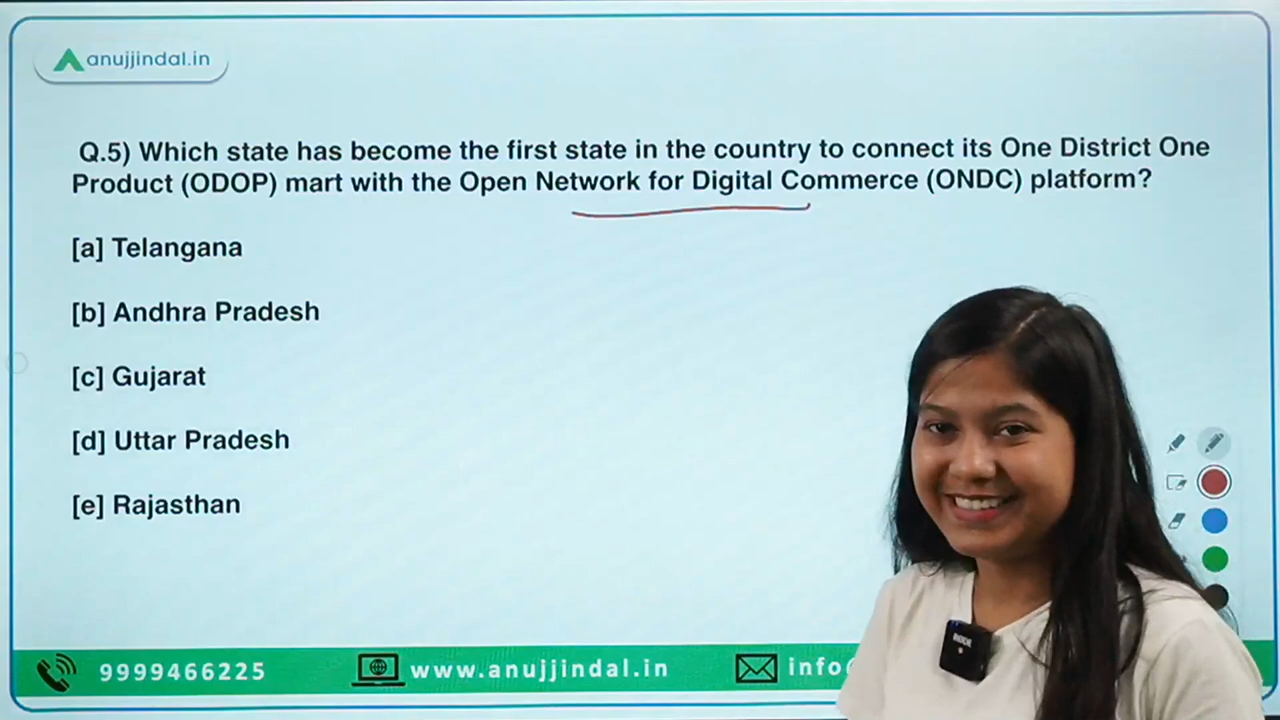 anujjindal.in
Q.5) Which state has become the first state in the country to connect its One District One
Product (ODOP) mart with the Open Network for Digital Commerce (ONDC) platform?
[a] Telangana
[b] Andhra Pradesh
[c] Gujarat
[d] Uttar Pradesh
[e] Rajasthan
9999466225
www.anujjindal.in
info@